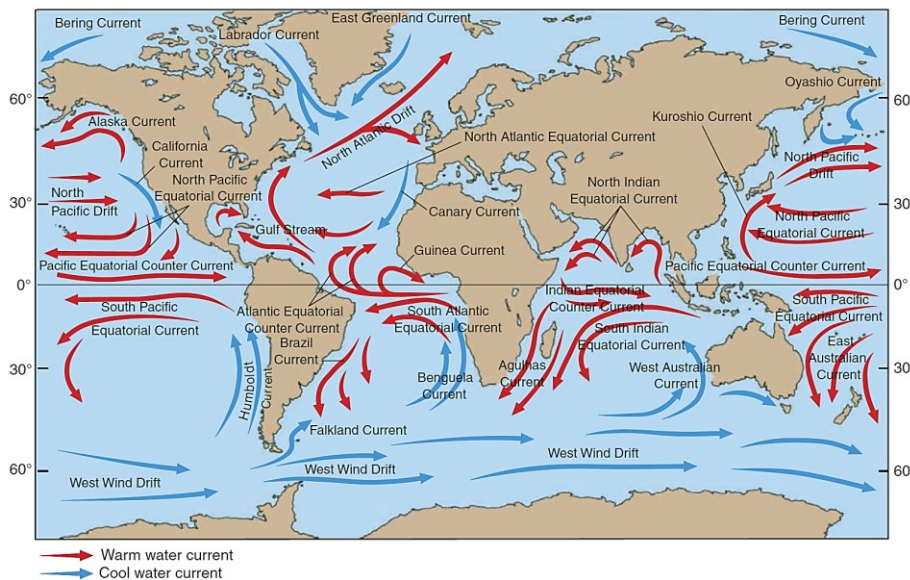 Bering Current
Labrador Current
East Greenland Current
Bering Current
Oyashio Current
60°
60
Alaska Current
Kuroshio Current
California
Current
North Atlantic Drift
North Atlantic Equatorial Current
North Pacific
Drift
North Pacific
Equatorial Current
North Indian
Equatorial Current
North
Pacific Drift
30°
30
Canary Current
North Pacific
Equatorial Current
Gulf Stream
Guinea Current
Pacific Equatorial Counter Current
Pacific Equatorial Counter Current
0°
0°
South Pacific
Equatorial Current
Atlantic Equatorial
Counter Current
South Atlantic
Equatorial Current
Indian Equatorial
Counter Current
South Indian
Equatorial Current
South Pacific
Equatorial Current
Brazil
Current
East
Australian
Current
30°
30
Humboldt
Current
Benguela
Current
Agulhas
Current
West Australian
Current
Falkland Current
60°
60
West Wind Drift
West Wind Drift
West Wind Drift
Warm water current
Cool water current